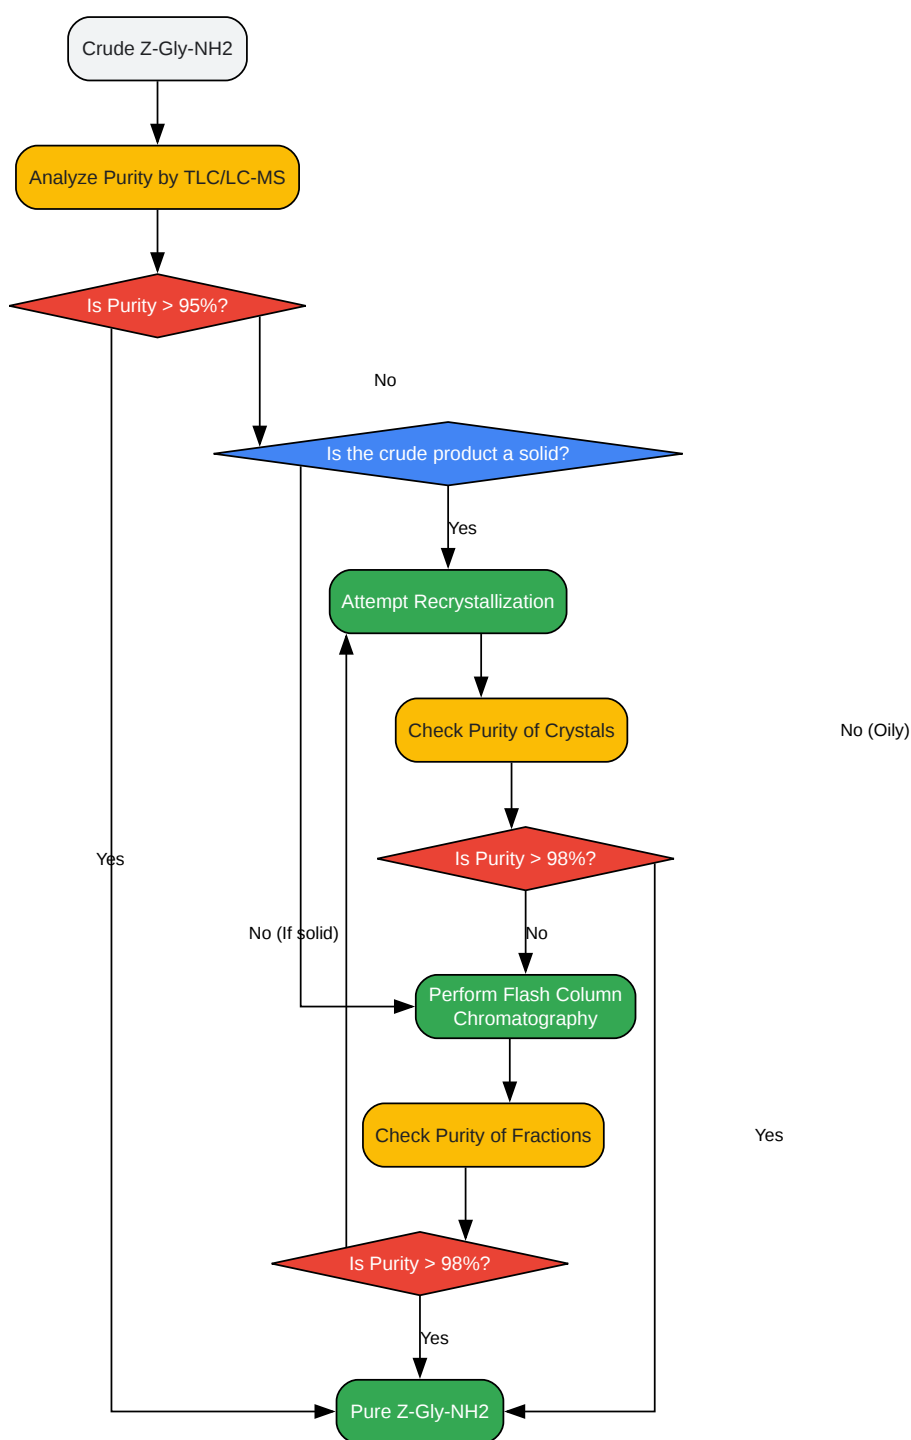 Crude Z-Gly-NH2
Analyze Purity by TLC/LC-MS
Is Purity > 95%?
No
Is the crude product a solid?
Yes
Attempt Recrystallization
Check Purity of Crystals
No (Oily)
Is Purity > 98%?
Yes
No (If solid)
No
Perform Flash Column
Chromatography
Check Purity of Fractions
Yes
Is Purity > 98%?
Yes
Pure Z-Gly-NH2